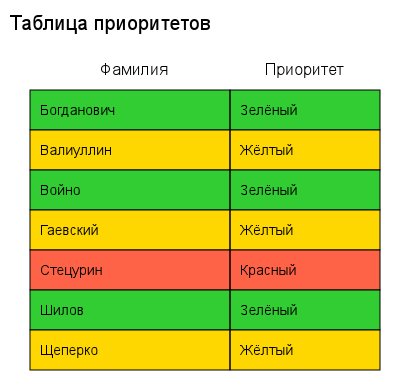 Таблица приоритетов
Фамилия Приоритет
Богданович Зелёный
Валиуллин Жёлтый
Войно Зелёный
Гаевский Жёлтый
Стецурин Красный
Шилов Зелёный
Щеперко Жёлтый